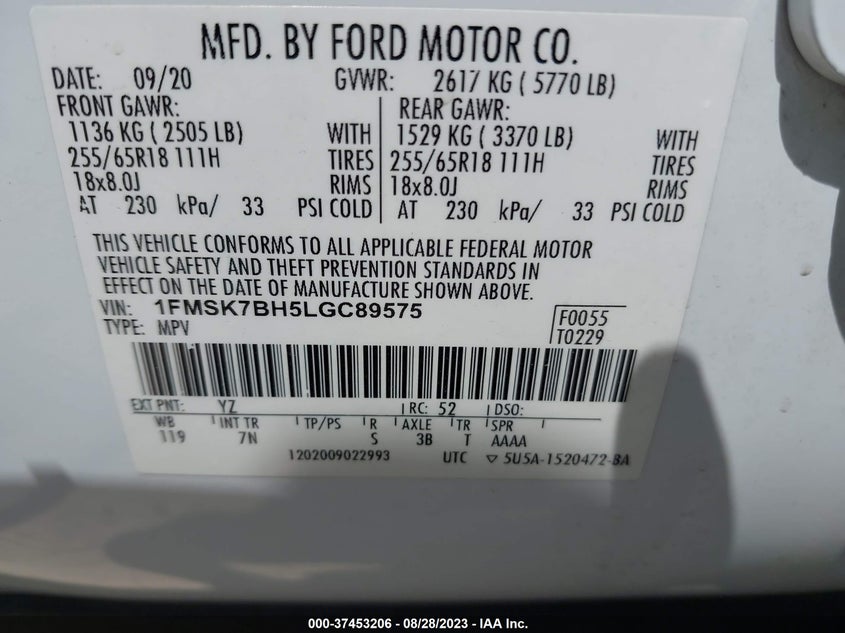 MFD. BY FORD MOTOR CO.
DATE: 09/20 GVWR: 2617 KG ( 5770 LB)
FRONT GAWR: REAR GAWR:
1136 KG ( 2505 LB) WITH 1529 KG ( 3370 LB) WITH
255/65R18 111H TIRES 255/65R18 111H TIRES
18x8.0J RIMS 18x8.0J RIMS
AT 230 kPa/ 33 PSI COLD AT 230 kPa/ 33 PSI COLD
THIS VEHICLE CONFORMS TO ALL APPLICABLE FEDERAL MOTOR
VEHICLE SAFETY AND THEFT PREVENTION STANDARDS IN
EFFECT ON THE DATE OF MANUFACTURE SHOWN ABOVE.
VIN: 1FMSK7BH5LGC89575 F0055
TYPE: MPV T0229
EXT PNT: YZ RC: 52 DSO:
WB INT TR TP/PS R AXLE TR SPR
119 7N S 3B T AAAA
1202009022993 UTC ▽ 5U5A-1520472-BA
000-37453206 - 08/28/2023 - IAA Inc.